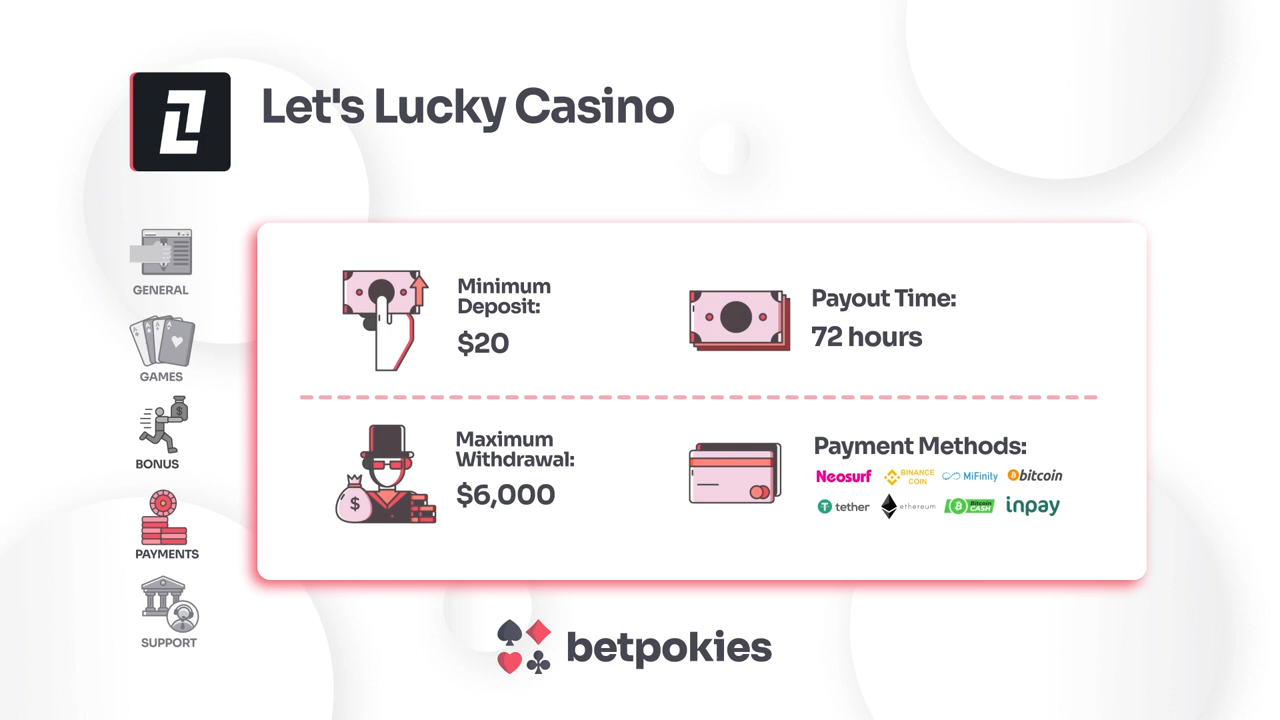 Let's Lucky Casino
GENERAL
GAMES
BONUS
PAYMENTS
SUPPORT
Minimum
Deposit:
$20
Payout Time:
72 hours
Maximum
Withdrawal:
$6,000
Payment Methods:
Neosurf BINANCE COIN MiFinity bitcoin
tether ethereum Bitcoin CASH inpay
betpokies